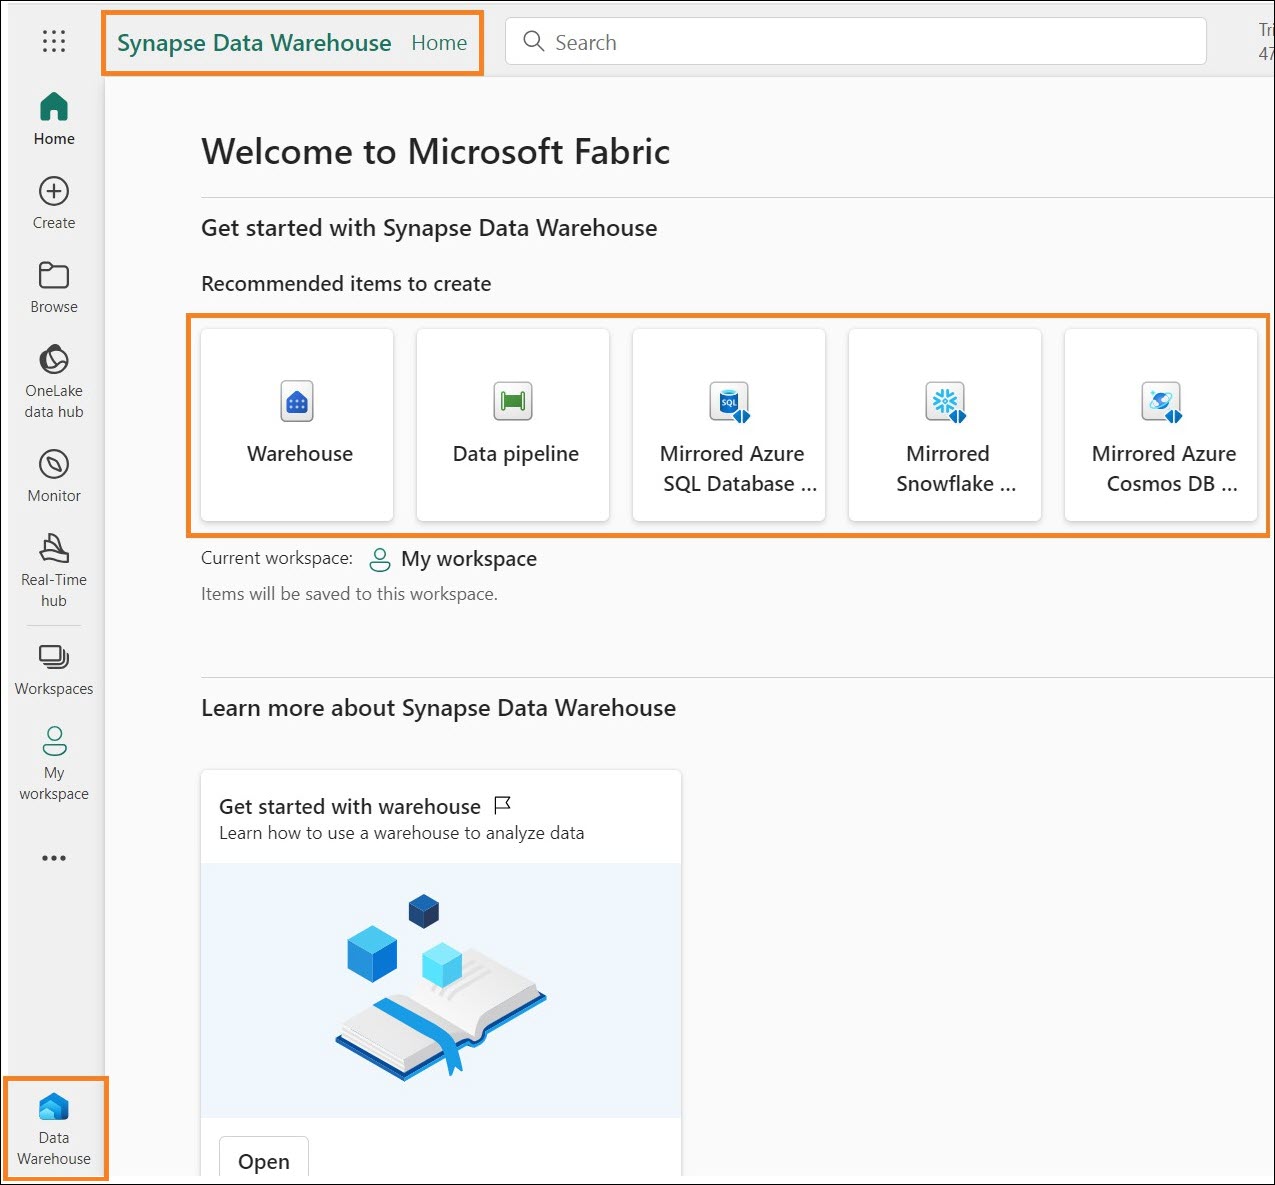 Synapse Data Warehouse Home
Search
Tri
47
Home
Create
Browse
OneLake
data hub
Monitor
Real-Time
hub
Workspaces
My
workspace
Data
Warehouse
Welcome to Microsoft Fabric
Get started with Synapse Data Warehouse
Recommended items to create
Warehouse
Data pipeline
SQL
Mirrored Azure
SQL Database ...
Mirrored
Snowflake ...
Mirrored Azure
Cosmos DB ...
Current workspace: My workspace
Items will be saved to this workspace.
Learn more about Synapse Data Warehouse
Get started with warehouse
Learn how to use a warehouse to analyze data
Open